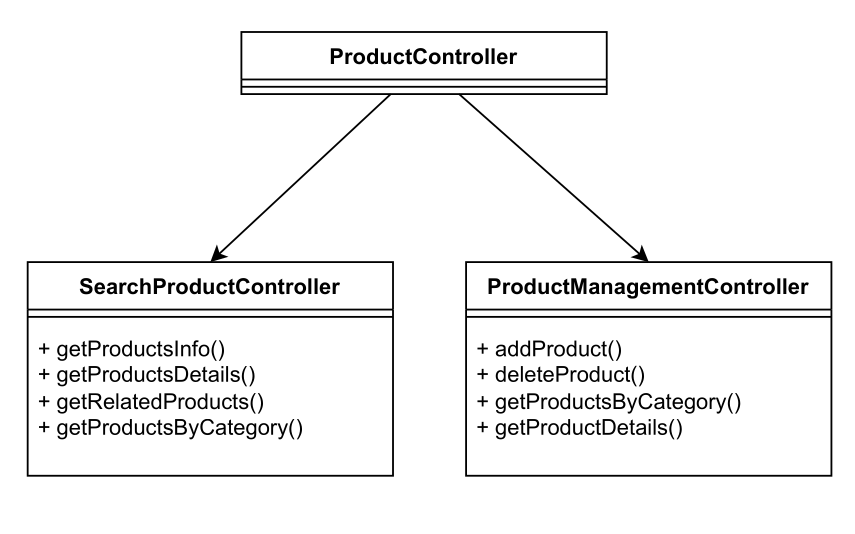 ProductController
SearchProductController
+ getProductsInfo()
+ getProductsDetails()
+ getRelatedProducts()
+ getProductsByCategory()
ProductManagementController
+ addProduct()
+ deleteProduct()
+ getProductsByCategory()
+ getProductDetails()